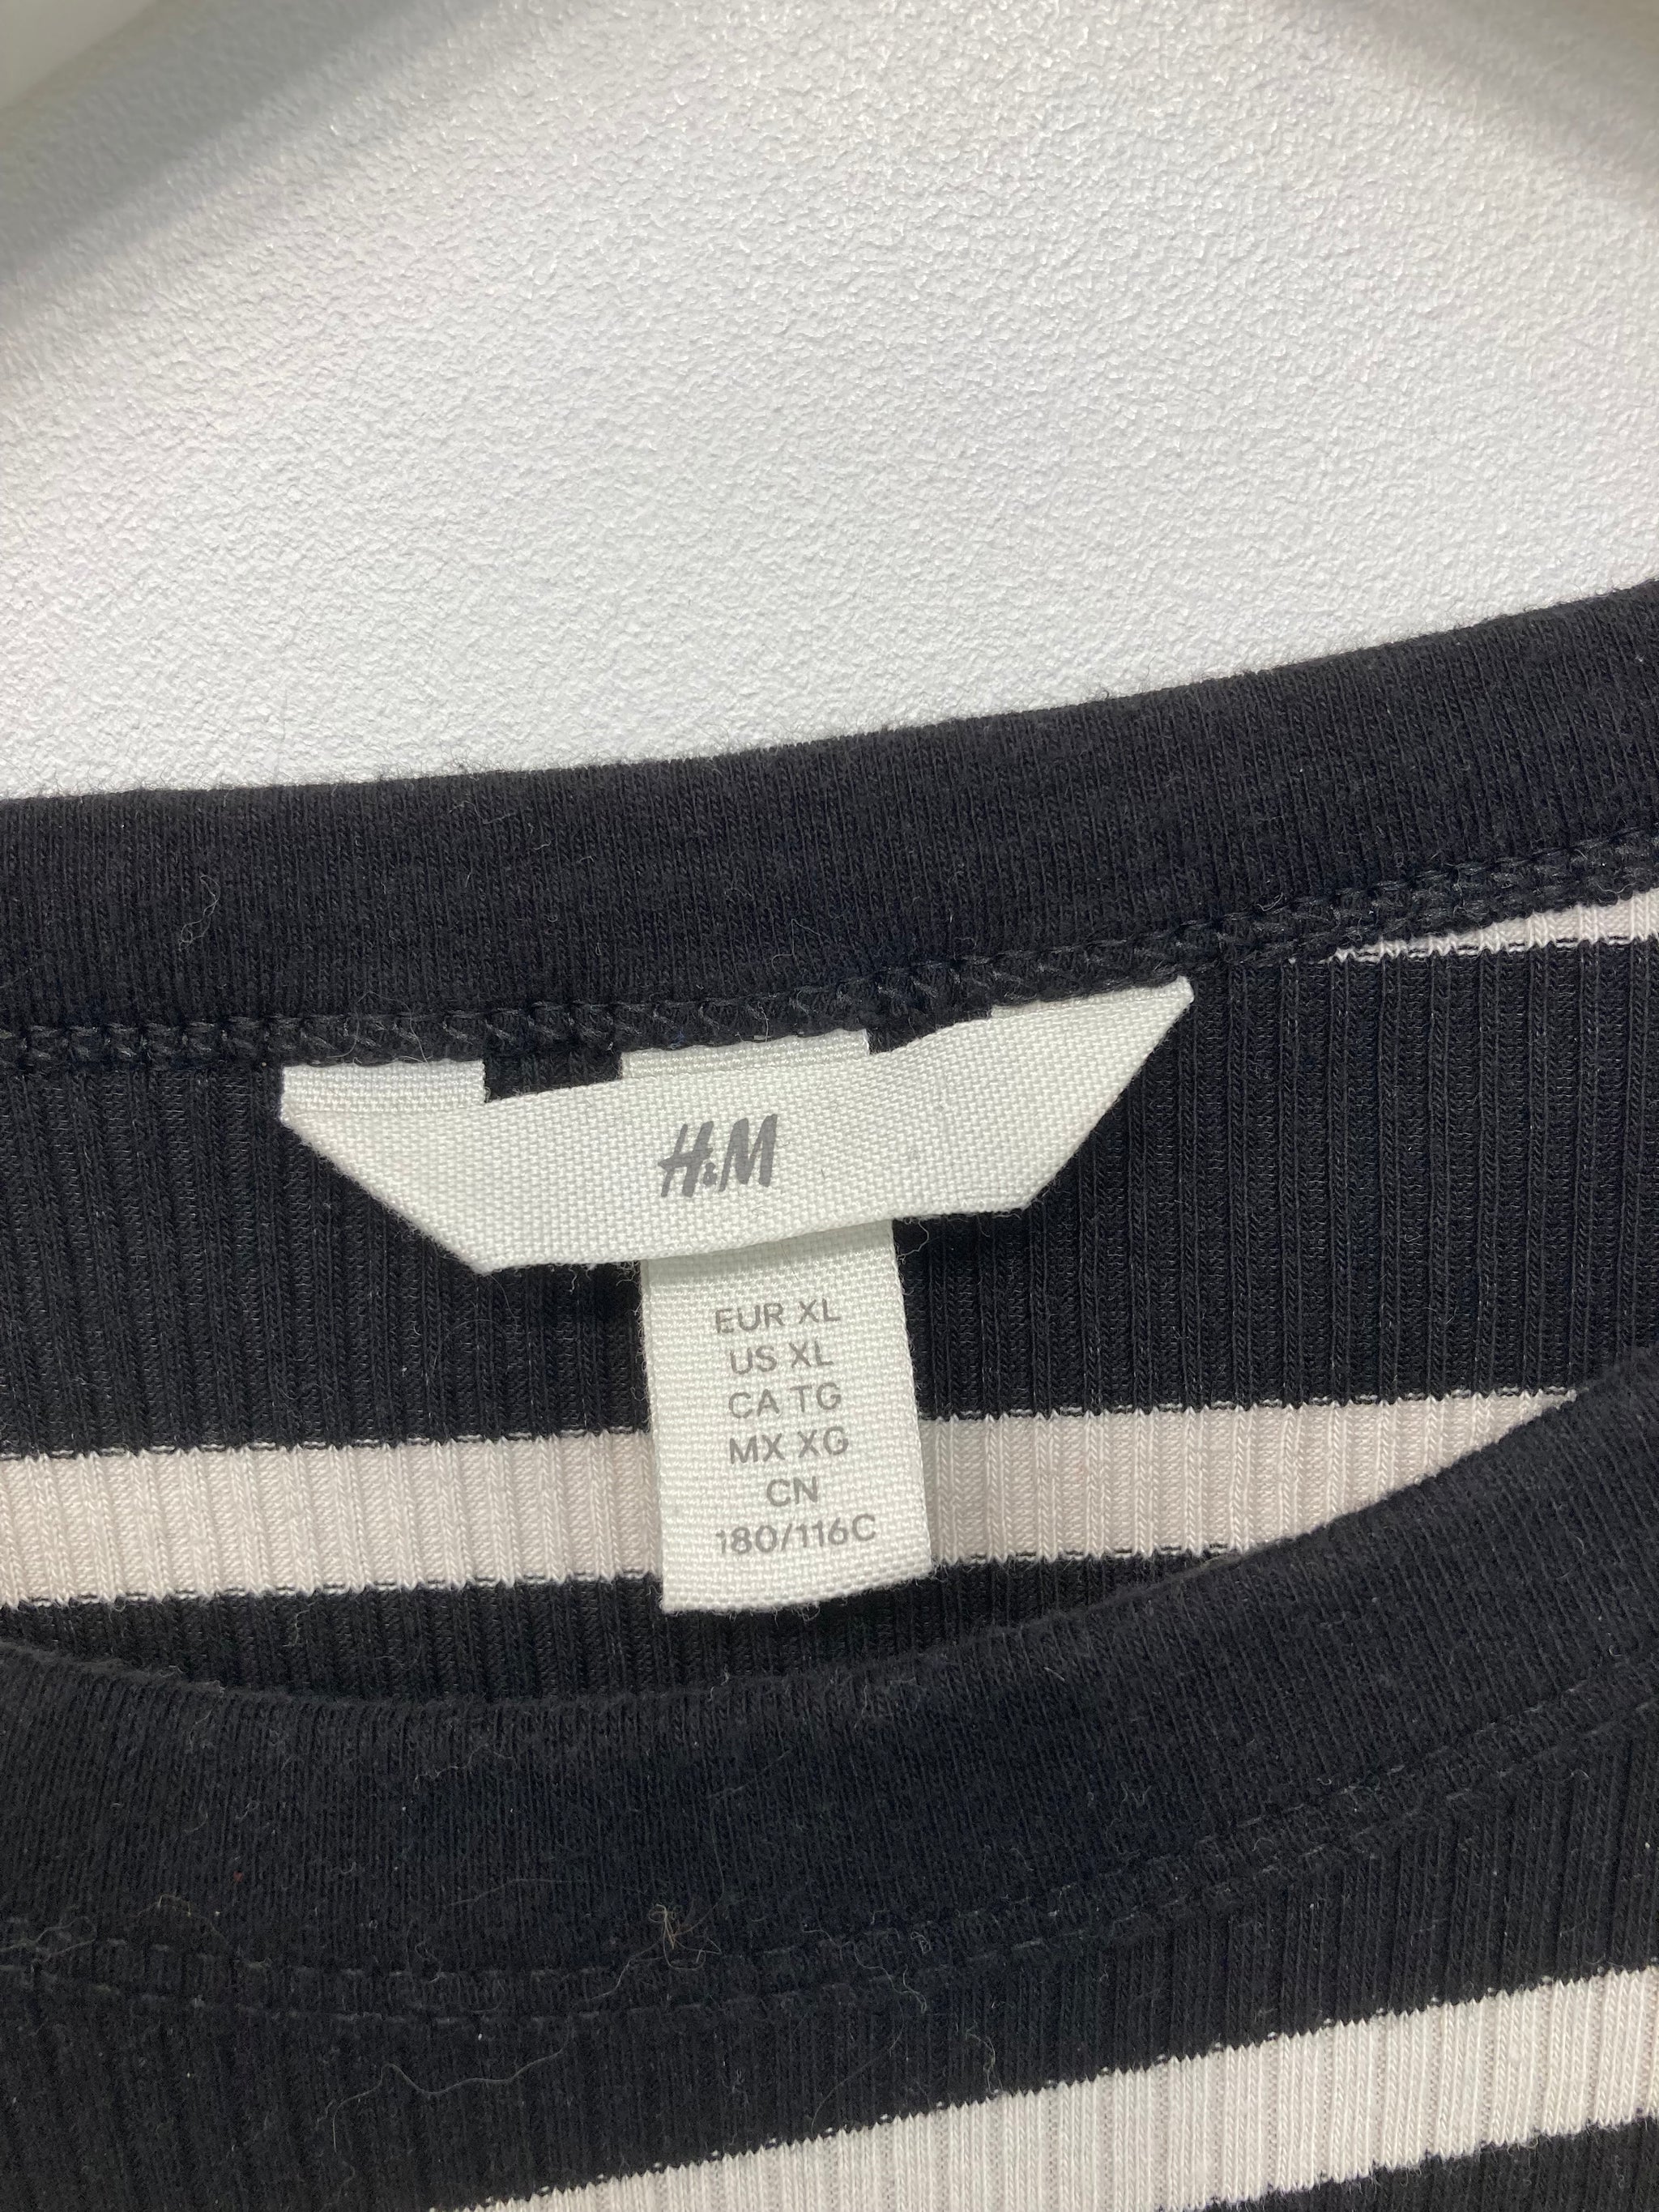 H&M
EUR XL
US XL
CA TG
MX XG
CN
180/116C